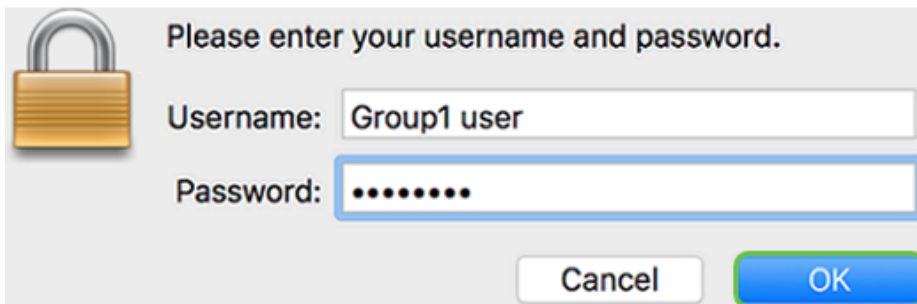 Please enter your username and password.
Username: Group1 user
Password: ••••••••
Cancel OK